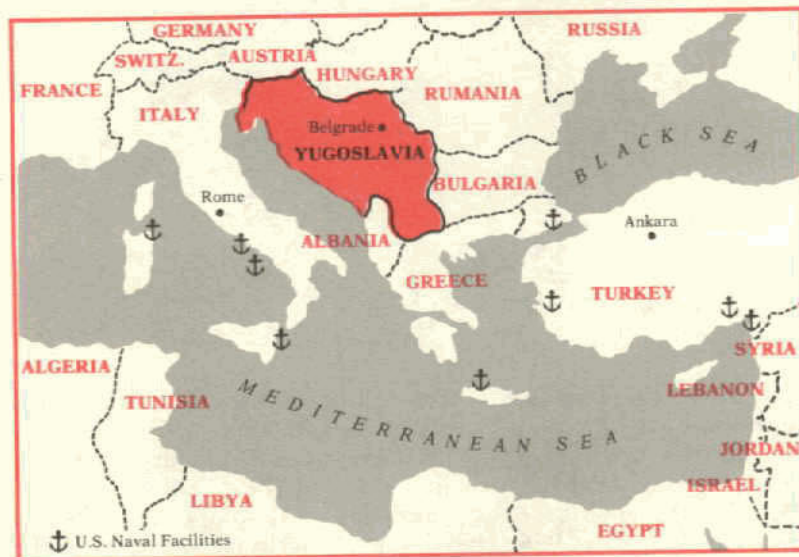 GERMANY
RUSSIA
SWITZ.
AUSTRIA
HUNGARY
FRANCE
RUMANIA
ITALY
Belgrade
YUGOSLAVIA
BLACK SEA
BULGARIA
Rome
Ankara
ALBANIA
GREECE
TURKEY
SYRIA
ALGERIA
LEBANON
TUNISIA
MEDITERRANEAN SEA
JORDAN
ISRAEL
LIBYA
EGYPT
U.S. Naval Facilities